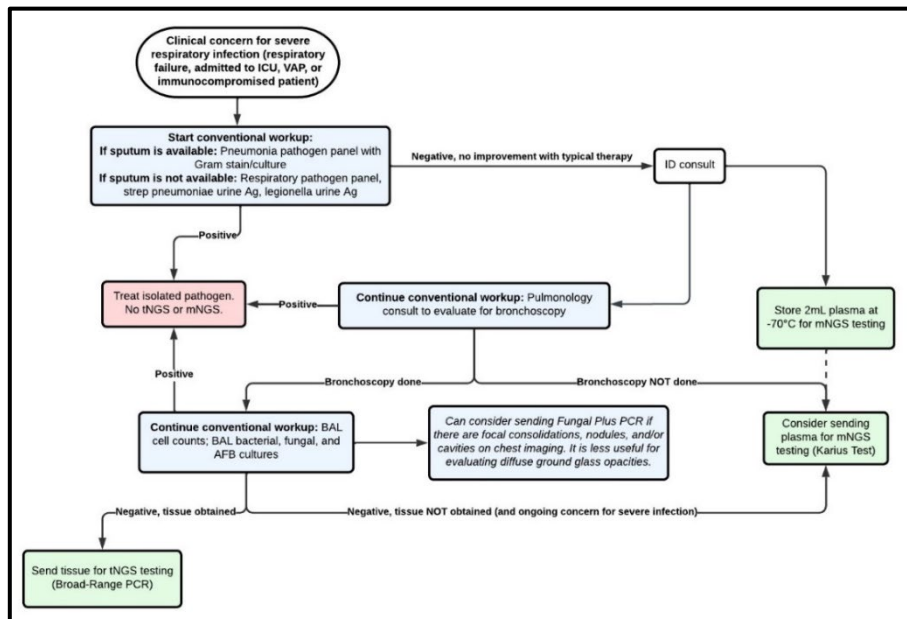 Clinical concern for severe
respiratory infection (respiratory
failure, admitted to ICU, VAP, or
immunocompromised patient)
Start conventional workup:
If sputum is available: Pneumonia pathogen panel with
Gram stain/culture
If sputum is not available: Respiratory pathogen panel,
strep pneumoniae urine Ag, legionella urine Ag
Negative, no improvement with typical therapy
ID consult
Positive
Treat isolated pathogen.
No tNGS or mNGS.
Positive
Continue conventional workup: Pulmonology
consult to evaluate for bronchoscopy
Store 2mL plasma at
-70°C for mNGS testing
Positive
Bronchoscopy done
Bronchoscopy NOT done
Continue conventional workup: BAL
cell counts; BAL bacterial, fungal, and
AFB cultures
Can consider sending Fungal Plus PCR if
there are focal consolidations, nodules, and/or
cavities on chest imaging. It is less useful for
evaluating diffuse ground glass opacities.
Consider sending
plasma for mNGS
testing (Karius Test)
Negative, tissue obtained
Negative, tissue NOT obtained (and ongoing concern for severe infection)
Send tissue for tNGS testing
(Broad-Range PCR)